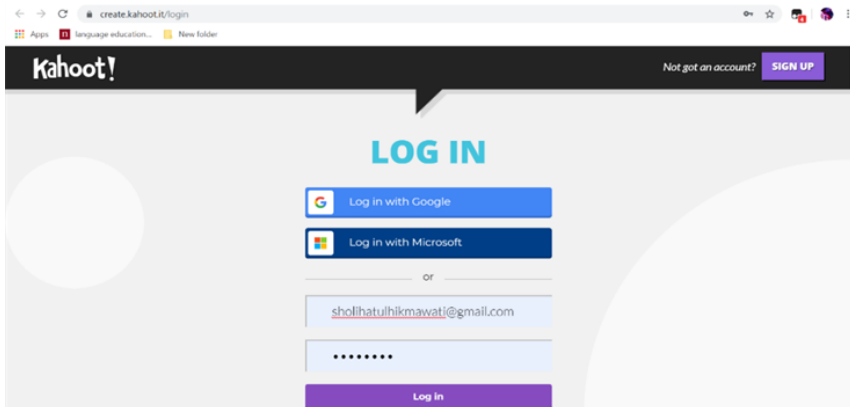 create.kahoot.it/login
Apps language education... New folder
Kahoot!
Not got an account? SIGN UP
LOG IN
Log in with Google
Log in with Microsoft
or
sholihatulhikmawati@gmail.com
••••••••
Log in